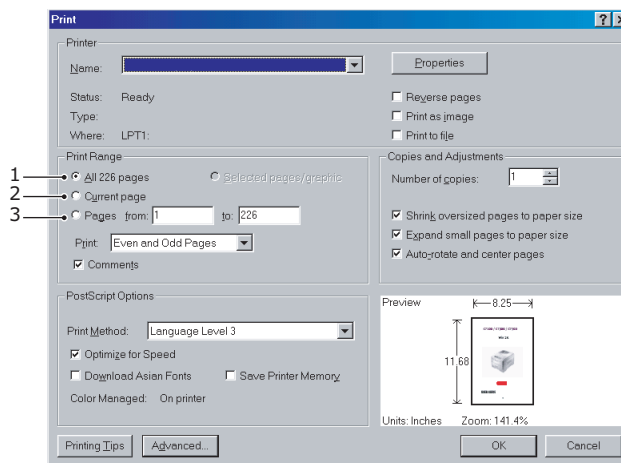 Print
Printer
Name:
Properties
Status: Ready
Type:
Where: LPT1:
Reverse pages
Print as image
Print to file
Print Range
1 All 226 pages
Selected pages/graphic
2 Current page
3 Pages from: 1 to: 226
Print: Even and Odd Pages
Comments
Copies and Adjustments
Number of copies: 1
Shrink oversized pages to paper size
Expand small pages to paper size
Auto-rotate and center pages
PostScript Options
Print Method: Language Level 3
Optimize for Speed
Download Asian Fonts
Save Printer Memory
Color Managed: On printer
Preview
8.25
11.68
Units: Inches Zoom: 141.4%
Printing Tips
Advanced...
OK
Cancel